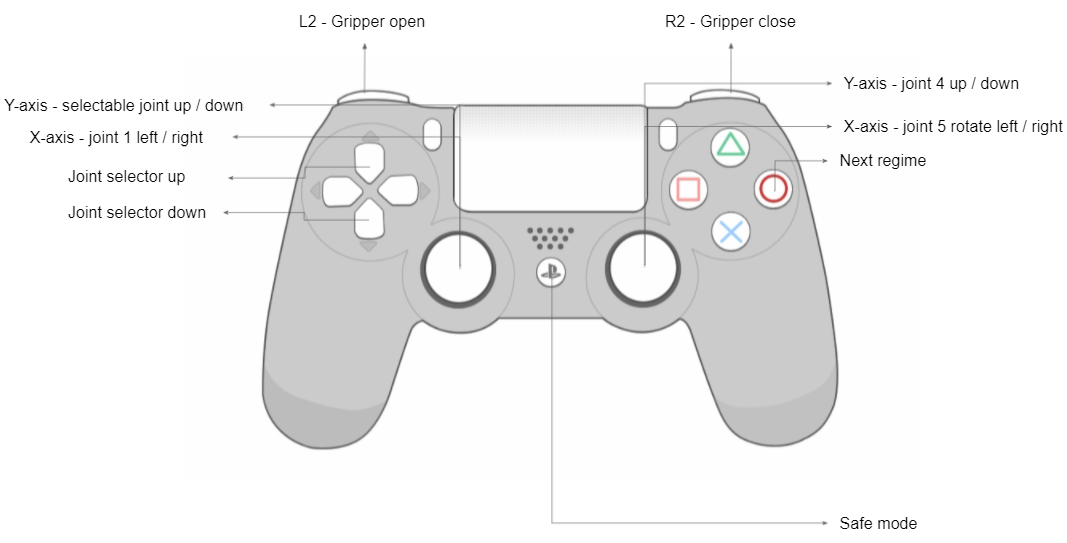 L2 - Gripper open
R2 - Gripper close
Y-axis - joint 4 up / down
Y-axis - selectable joint up / down
X-axis - joint 5 rotate left / right
X-axis - joint 1 left / right
Next regime
Joint selector up
Joint selector down
Safe mode